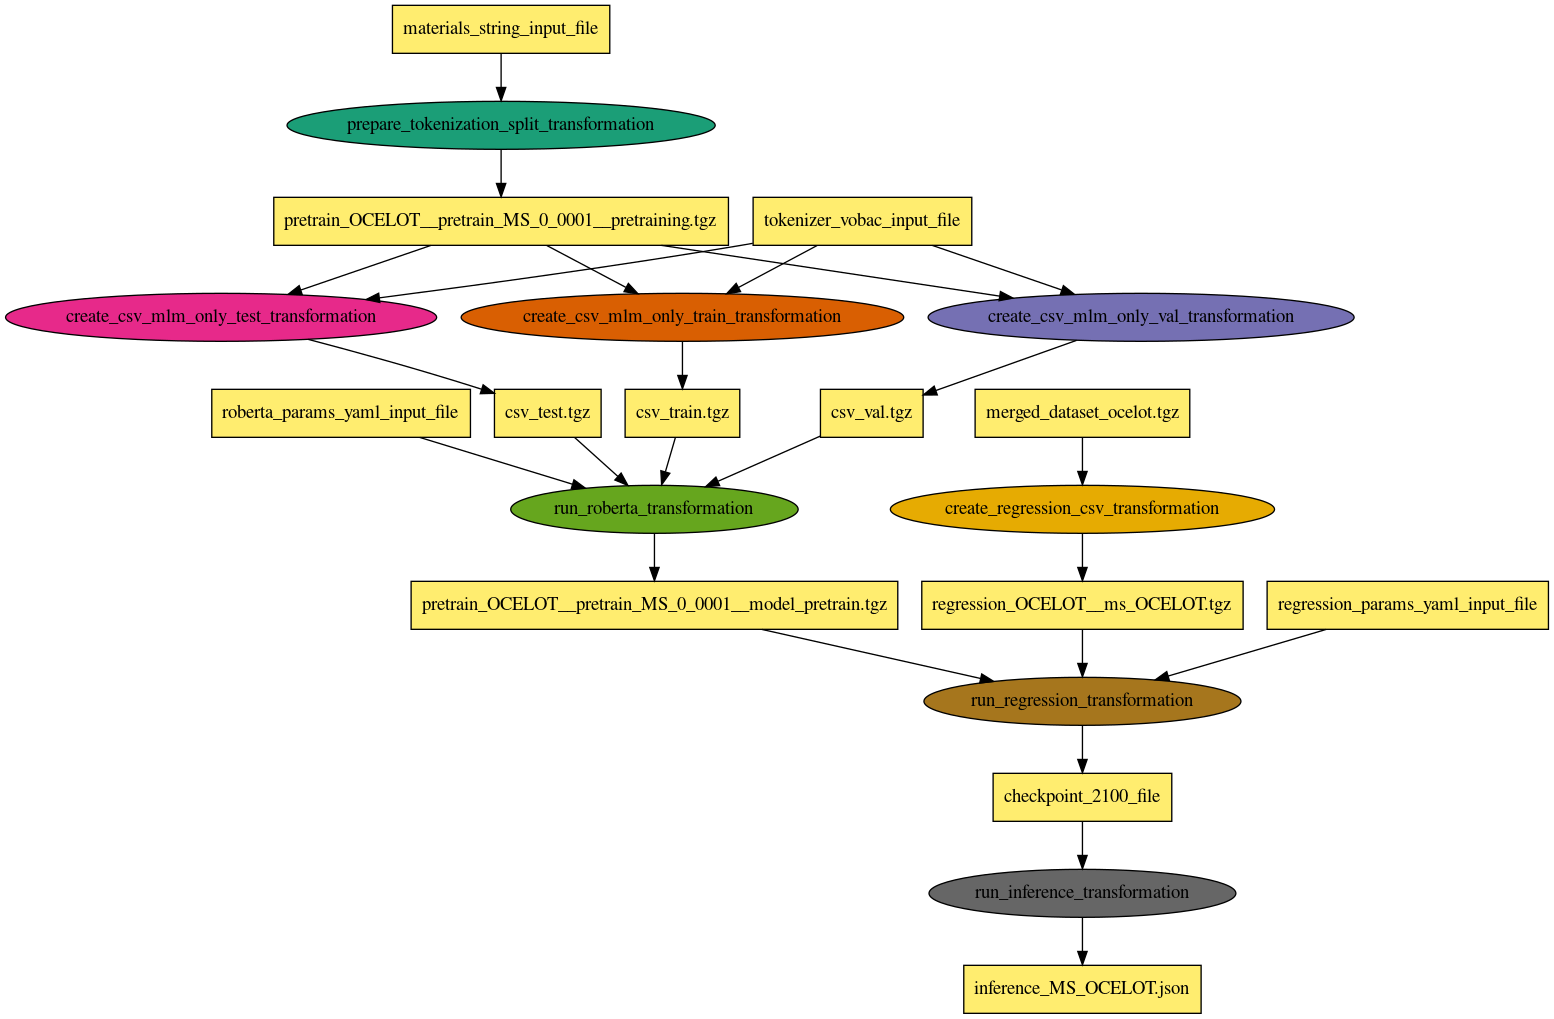 materials_string_input_file
prepare_tokenization_split_transformation
pretrain_OCELOT__pretrain_MS_0_0001__pretraining.tgz
tokenizer_vobac_input_file
create_csv_mlm_only_test_transformation
create_csv_mlm_only_train_transformation
create_csv_mlm_only_val_transformation
roberta_params_yaml_input_file
csv_test.tgz
csv_train.tgz
csv_val.tgz
merged_dataset_ocelot.tgz
run_roberta_transformation
create_regression_csv_transformation
pretrain_OCELOT__pretrain_MS_0_0001__model_pretrain.tgz
regression_OCELOT__ms_OCELOT.tgz
regression_params_yaml_input_file
run_regression_transformation
checkpoint_2100_file
run_inference_transformation
inference_MS_OCELOT.json